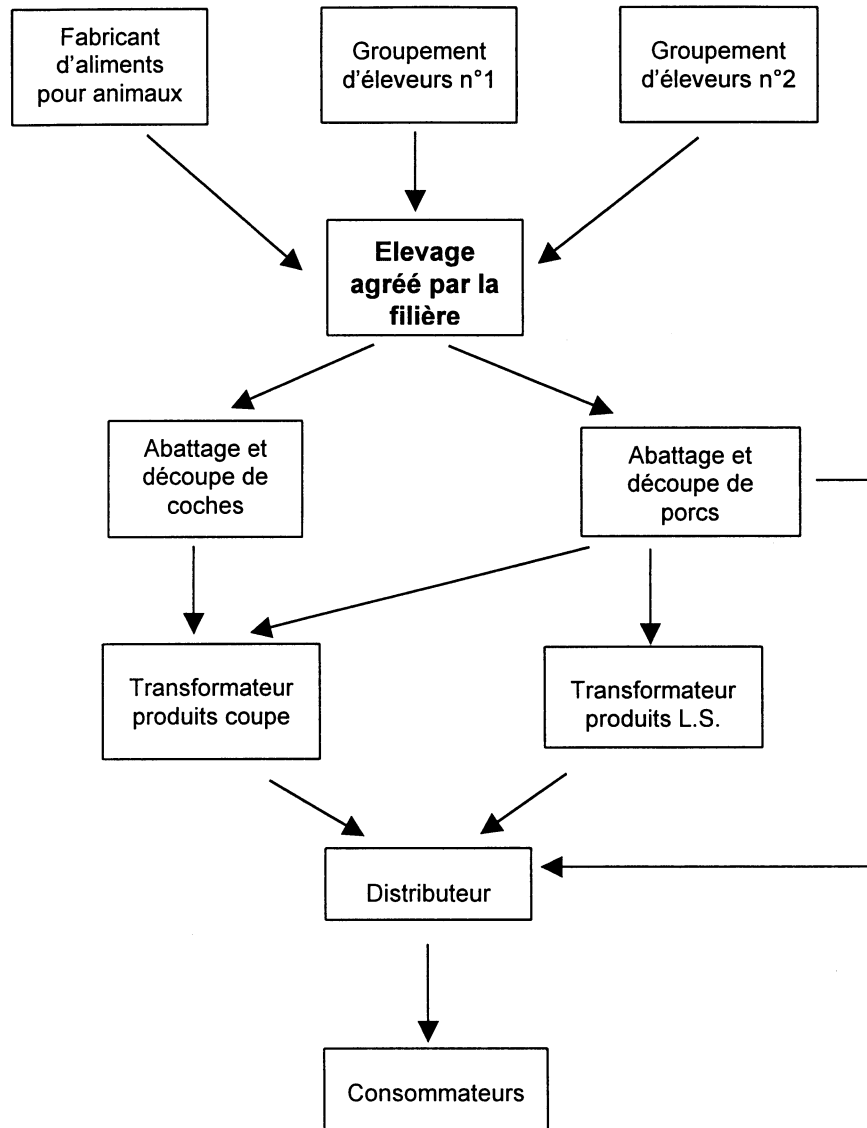 Fabricant
d'aliments
pour animaux
Groupement
d'éleveurs n°1
Groupement
d'éleveurs n°2
Elevage
agréé par la
filière
Abattage et
découpe de
coches
Abattage et
découpe de
porcs
Transformateur
produits coupe
Transformateur
produits L.S.
Distributeur
Consommateurs